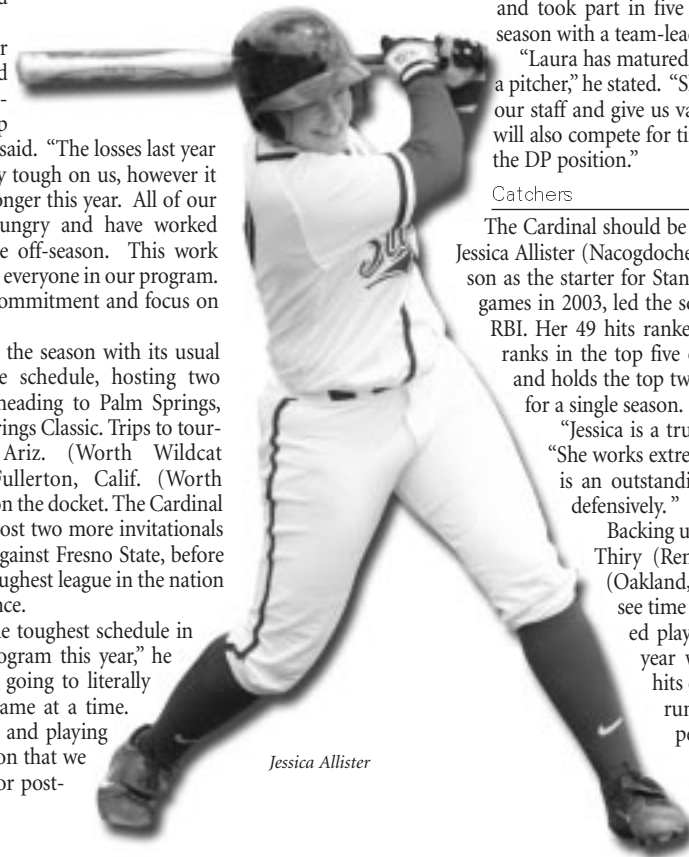 r
d
-
p
said. “The losses last year
y tough on us, however it
onger this year. All of our
ungry and have worked
e off-season. This work
everyone in our program.
ommitment and focus on
the season with its usual
e schedule, hosting two
heading to Palm Springs,
rings Classic. Trips to tour-
Ariz. (Worth Wildcat
Fullerton, Calif. (Worth
on the docket. The Cardinal
ost two more invitationals
against Fresno State, before
ughest league in the nation
nce.
e toughest schedule in
ogram this year,” he
going to literally
ame at a time.
and playing
on that we
or post-
Jessica Allister
and took part in five
season with a team-lea
“Laura has matured
a pitcher,” he stated. “S
our staff and give us va
will also compete for ti
the DP position.”
Catchers
The Cardinal should be
Jessica Allister (Nacogdoche
son as the starter for Stan
games in 2003, led the s
RBI. Her 49 hits ranke
ranks in the top five
and holds the top tw
for a single season.
“Jessica is a tru
“She works extre
is an outstandi
defensively.”
Backing u
Thiry (Ren
(Oakland,
see time
ed play
year w
hits
run
po